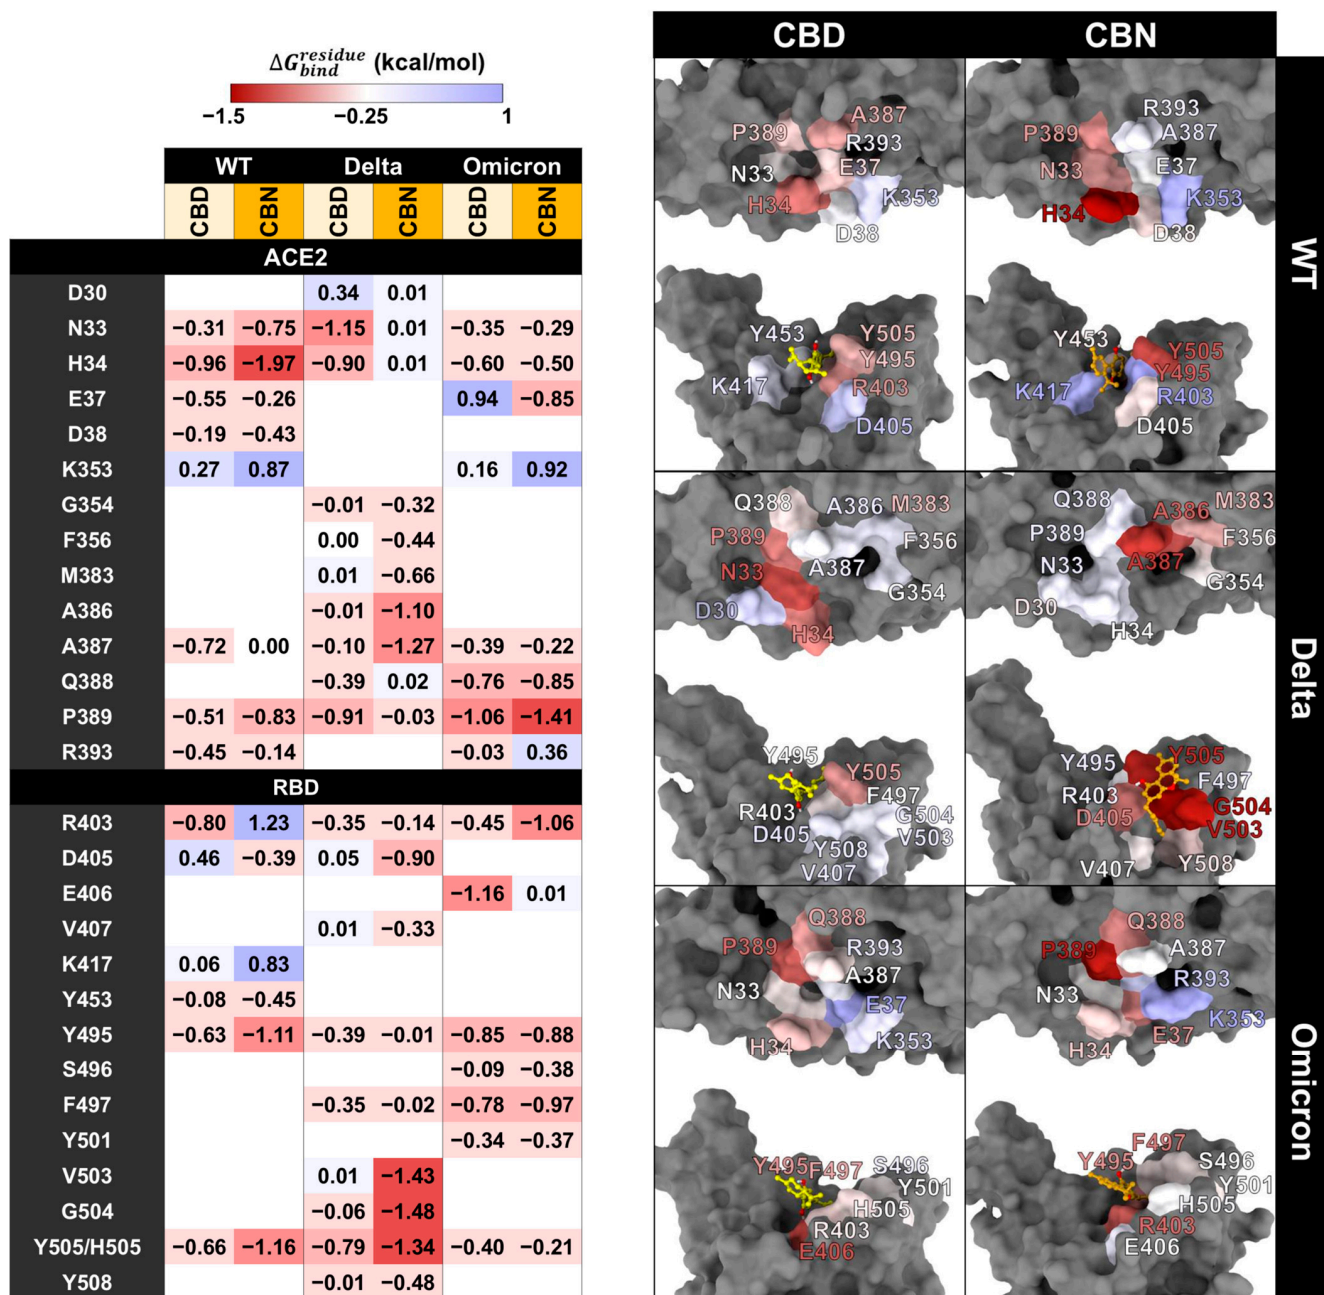 ΔG^residue_bind (kcal/mol)
−1.5 −0.25 1
WT Delta Omicron
CBD CBN CBD CBN CBD CBN
ACE2
D30 0.34 0.01
N33 −0.31 −0.75 −1.15 0.01 −0.35 −0.29
H34 −0.96 −1.97 −0.90 0.01 −0.60 −0.50
E37 −0.55 −0.26 0.94 −0.85
D38 −0.19 −0.43
K353 0.27 0.87 0.16 0.92
G354 −0.01 −0.32
F356 0.00 −0.44
M383 0.01 −0.66
A386 −0.01 −1.10
A387 −0.72 0.00 −0.10 −1.27 −0.39 −0.22
Q388 −0.39 0.02 −0.76 −0.85
P389 −0.51 −0.83 −0.91 −0.03 −1.06 −1.41
R393 −0.45 −0.14 −0.03 0.36
RBD
R403 −0.80 1.23 −0.35 −0.14 −0.45 −1.06
D405 0.46 −0.39 0.05 −0.90
E406 −1.16 0.01
V407 0.01 −0.33
K417 0.06 0.83
Y453 −0.08 −0.45
Y495 −0.63 −1.11 −0.39 −0.01 −0.85 −0.88
S496 −0.09 −0.38
F497 −0.35 −0.02 −0.78 −0.97
Y501 −0.34 −0.37
V503 0.01 −1.43
G504 −0.06 −1.48
Y505/H505 −0.66 −1.16 −0.79 −1.34 −0.40 −0.21
Y508 −0.01 −0.48
CBD CBN
WT
A387
P389
R393
N33
E37
H34
K353
D38
Y453
Y505
Y495
K417
R403
D405
R393
P389
A387
N33
E37
H34
K353
D38
Y453
Y505
Y495
K417
R403
D405
Delta
Q388
A386
M383
P389
F356
N33
A387
G354
D30
H34
Y495
Y505
F497
R403
G504
D405
V503
Y508
V407
Q388
M383
A386
P389
F356
N33
A387
G354
D30
H34
Y495
Y505
F497
R403
D405
G504
V503
V407
Y508
Omicron
Q388
P389
R393
A387
N33
E37
H34
K353
Y495
F497
S496
Y501
H505
R403
E406
Q388
P389
A387
R393
N33
K353
E37
H34
F497
Y495
S496
Y501
H505
R403
E406